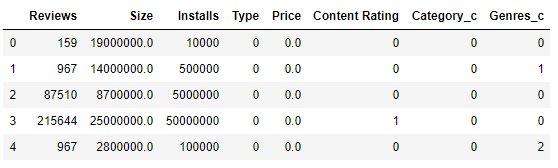 Reviews Size Installs Type Price Content Rating Category_c Genres_c
0 159 19000000.0 10000 0 0.0 0 0 0
1 967 14000000.0 500000 0 0.0 0 0 1
2 87510 8700000.0 5000000 0 0.0 0 0 0
3 215644 25000000.0 50000000 0 0.0 1 0 0
4 967 2800000.0 100000 0 0.0 0 0 2